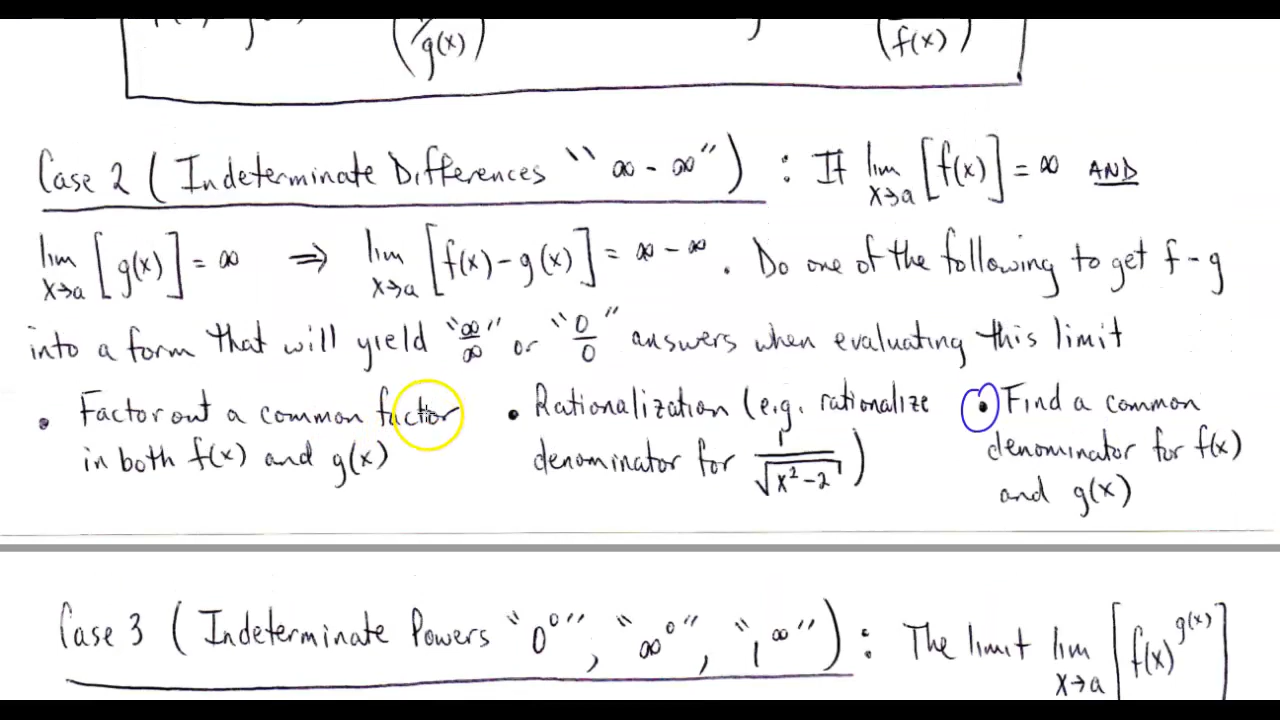 g(x) f(x)
Case 2 ( Indeterminate Differences "∞ - ∞" ) : If lim x→a [f(x)] = ∞ AND
lim x→a [g(x)] = ∞ ⇒ lim x→a [f(x) - g(x)] = ∞ - ∞ . Do one of the following to get f - g
into a form that will yield "∞/∞" or "0/0" answers when evaluating this limit
• Factor out a common factor
in both f(x) and g(x)
• Rationalization (e.g. rationalize
denominator for 1/√(x²-2) )
• Find a common
denominator for f(x)
and g(x)
Case 3 ( Indeterminate Powers "0⁰", "∞⁰", "1^∞" ) : The limit lim x→a [f(x)^g(x)]